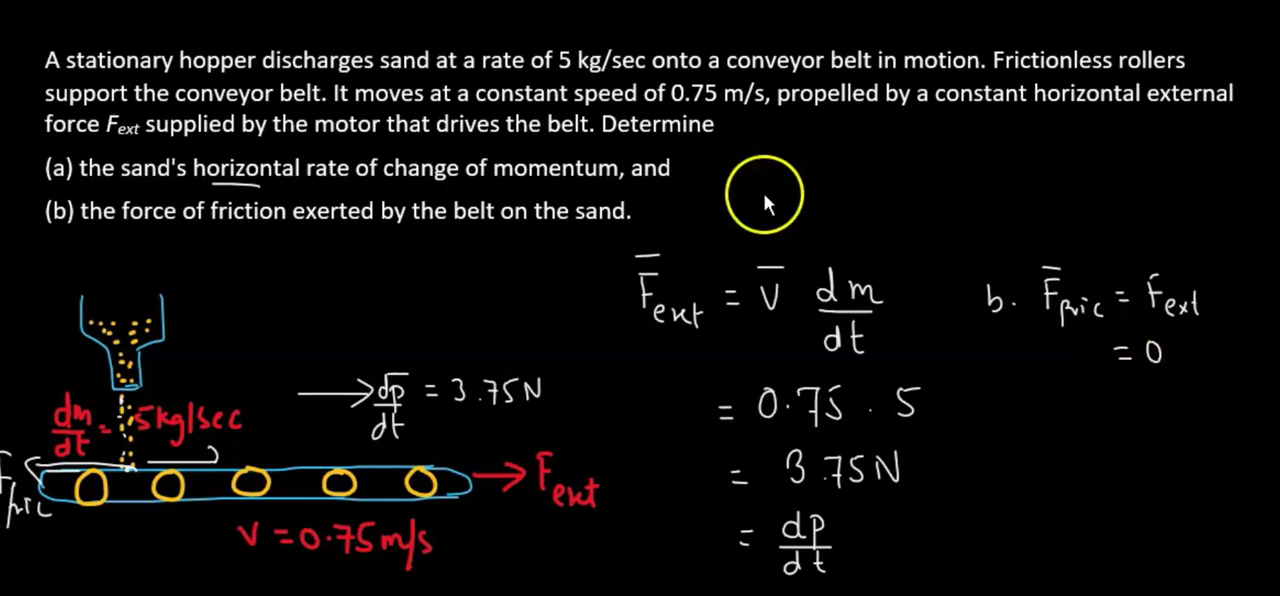 A stationary hopper discharges sand at a rate of 5 kg/sec onto a conveyor belt in motion. Frictionless rollers
support the conveyor belt. It moves at a constant speed of 0.75 m/s, propelled by a constant horizontal external
force Fext supplied by the motor that drives the belt. Determine
(a) the sand's horizontal rate of change of momentum, and
(b) the force of friction exerted by the belt on the sand.
F̅ext = v̅ dm/dt
b. F̅fric = Fext
= 0
= 0.75 . 5
= 3.75N
= dp/dt
→ dp̅/dt = 3.75N
dm/dt = 5kg/sec
Ffric
→ Fext
v = 0.75m/s